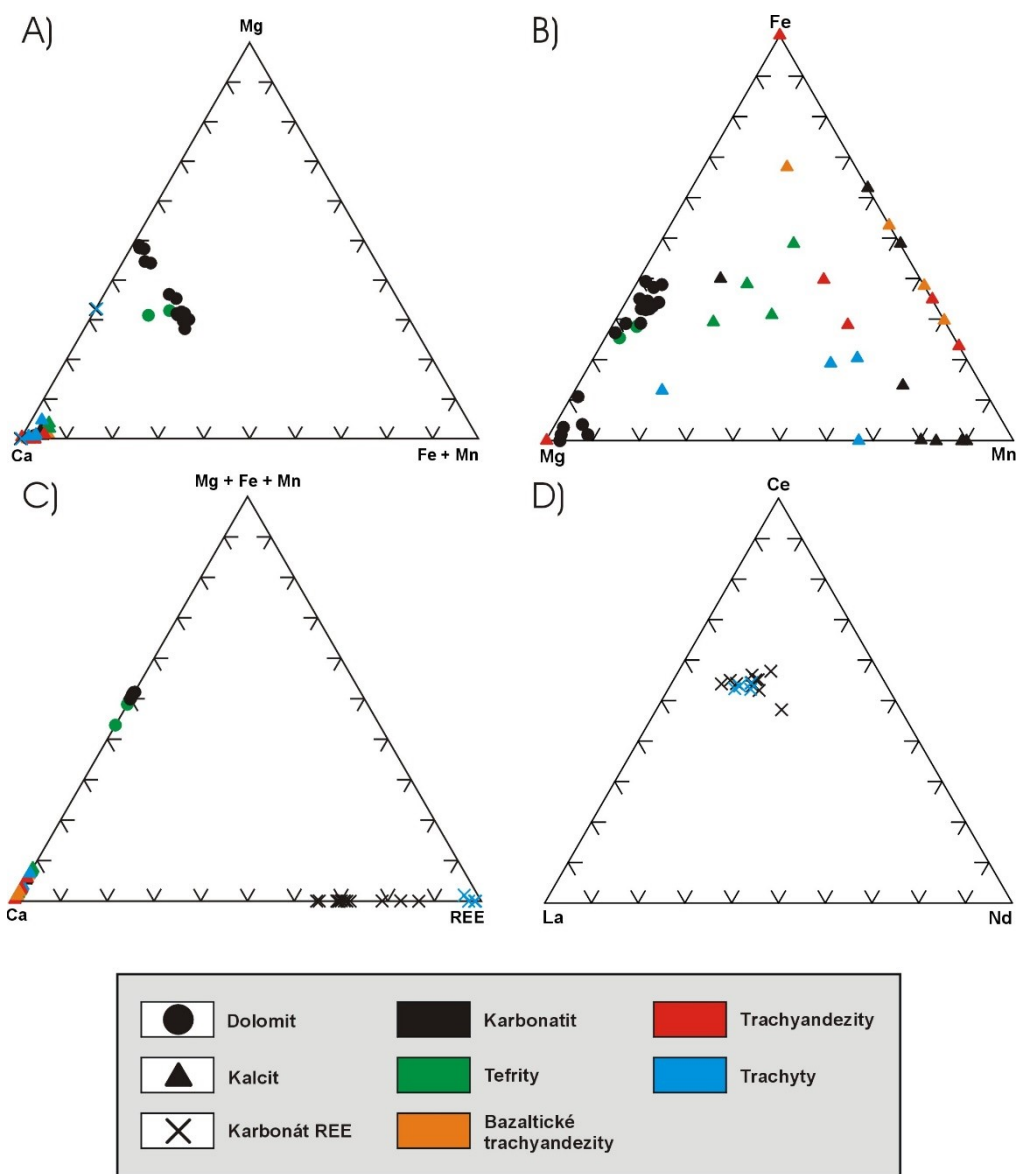 A)
Mg
Ca
Fe + Mn
B)
Fe
Mg
Mn
C)
Mg + Fe + Mn
Ca
REE
D)
Ce
La
Nd
Dolomit
Karbonatit
Trachyandezity
Kalcit
Tefrity
Trachyty
Karbonát REE
Bazaltické
trachyandezity